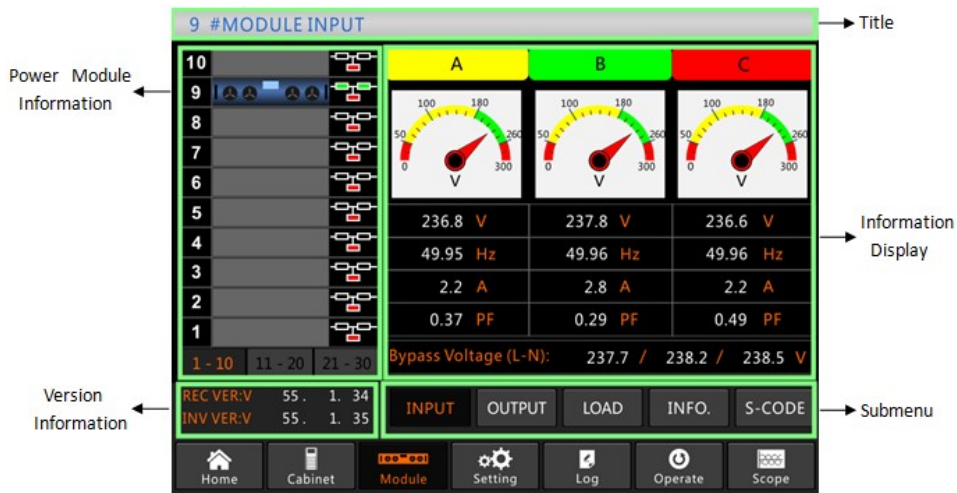 9 #MODULE INPUT
Title
Power Module
Information
10
9
8
7
6
5
4
3
2
1
1 - 10 11 - 20 21 - 30
A B C
0 50 100 180 260 300
V
0 50 100 180 260 300
V
0 50 100 180 260 300
V
236.8 V 237.8 V 236.6 V
49.95 Hz 49.96 Hz 49.96 Hz
2.2 A 2.8 A 2.2 A
0.37 PF 0.29 PF 0.49 PF
Bypass Voltage (L-N): 237.7 / 238.2 / 238.5 V
Information
Display
Version
Information
REC VER:V 55. 1. 34
INV VER:V 55. 1. 35
INPUT OUTPUT LOAD INFO. S-CODE
Submenu
Home Cabinet Module Setting Log Operate Scope